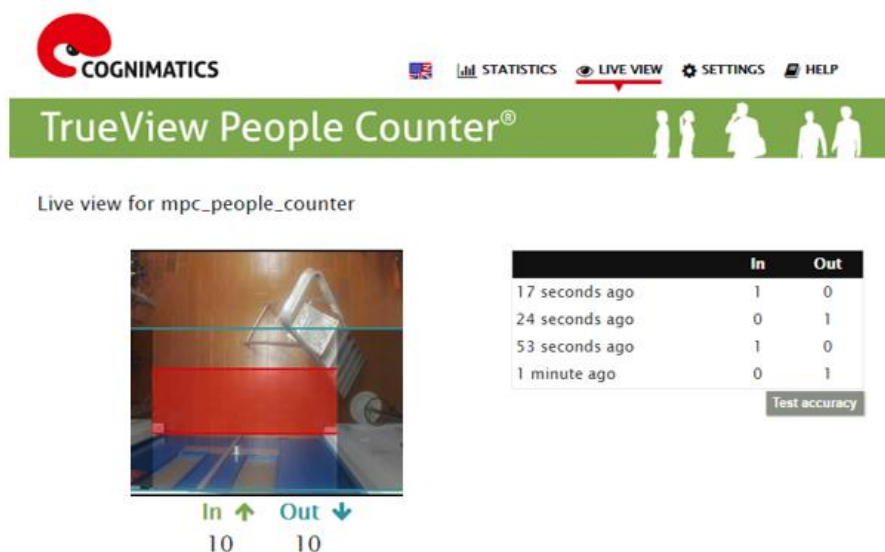 COGNIMATICS
STATISTICS LIVE VIEW SETTINGS HELP
TrueView People Counter®
Live view for mpc_people_counter
In Out
17 seconds ago 1 0
24 seconds ago 0 1
53 seconds ago 1 0
1 minute ago 0 1
Test accuracy
In Out
10 10